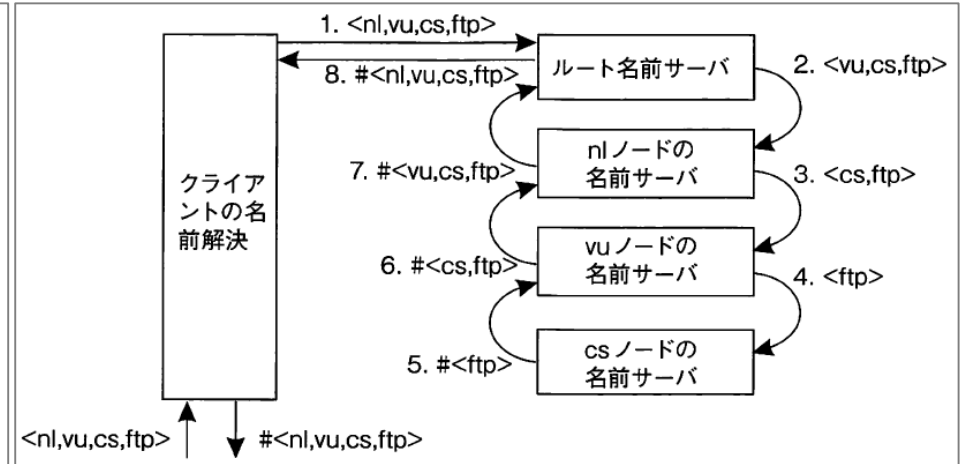 1. <nl,vu,cs,ftp>
8. #<nl,vu,cs,ftp>
ルート名前サーバ
2. <vu,cs,ftp>
nlノードの
名前サーバ
7. #<vu,cs,ftp>
3. <cs,ftp>
クライア
ントの名
前解決
vuノードの
名前サーバ
6. #<cs,ftp>
4. <ftp>
csノードの
名前サーバ
5. #<ftp>
<nl,vu,cs,ftp>
#<nl,vu,cs,ftp>